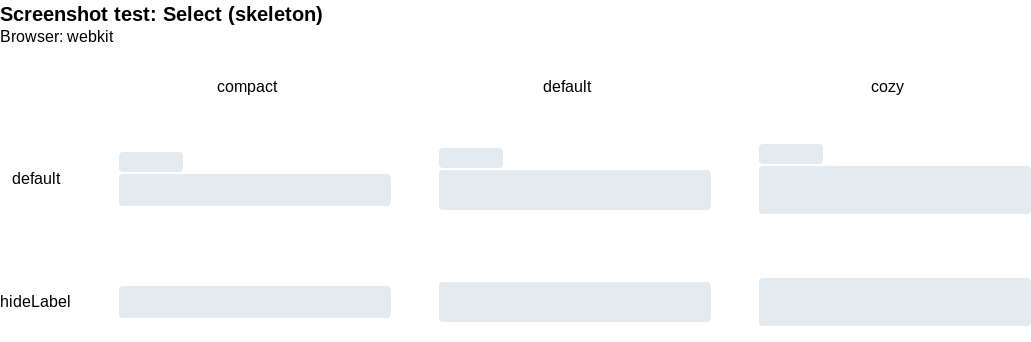 Screenshot test: Select (skeleton)
Browser: webkit
compact default cozy
default
hideLabel